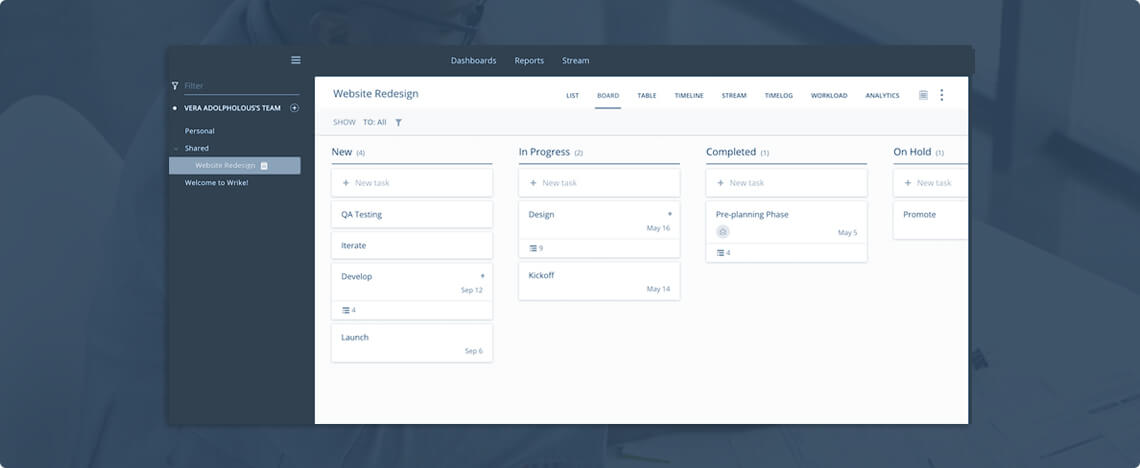 Dashboards Reports Stream
Filter
VERA ADOLPHOLOUS'S TEAM
Personal
Shared
Website Redesign
Welcome to Wrike!
Website Redesign
LIST BOARD TABLE TIMELINE STREAM TIMELOG WORKLOAD ANALYTICS
SHOW TO: All
New (4)
+ New task
QA Testing
Iterate
Develop
Sep 12
4
Launch
Sep 6
In Progress (2)
+ New task
Design
May 16
9
Kickoff
May 14
Completed (1)
+ New task
Pre-planning Phase
May 5
4
On Hold (1)
+ New task
Promote